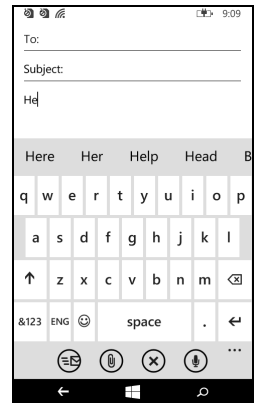 9:09
To:
Subject:
He
Here Her Help Head B
q w e r t y u i o p
a s d f g h j k l
z x c v b n m
&123 ENG space .